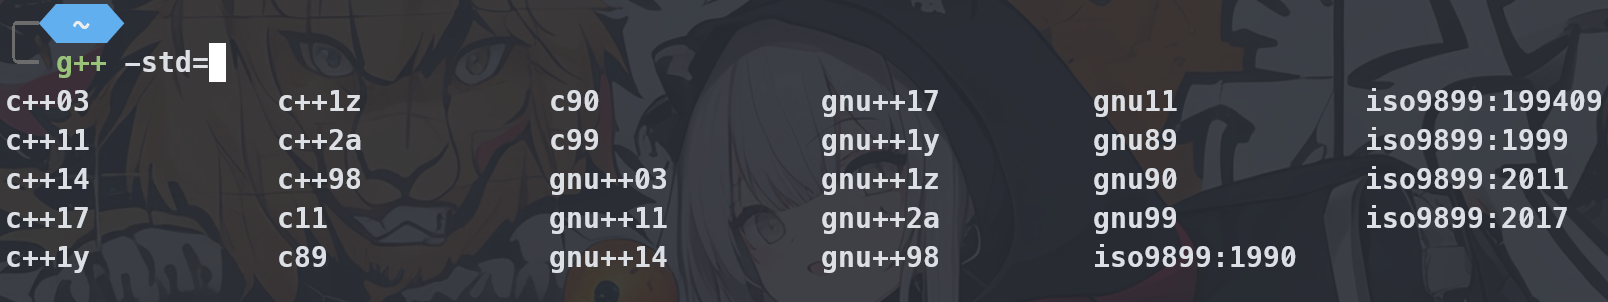 ~
g++ -std=
c++03 c++1z c90 gnu++17 gnu11 iso9899:199409
c++11 c++2a c99 gnu++1y gnu89 iso9899:1999
c++14 c++98 gnu++03 gnu++1z gnu90 iso9899:2011
c++17 c11 gnu++11 gnu++2a gnu99 iso9899:2017
c++1y c89 gnu++14 gnu++98 iso9899:1990